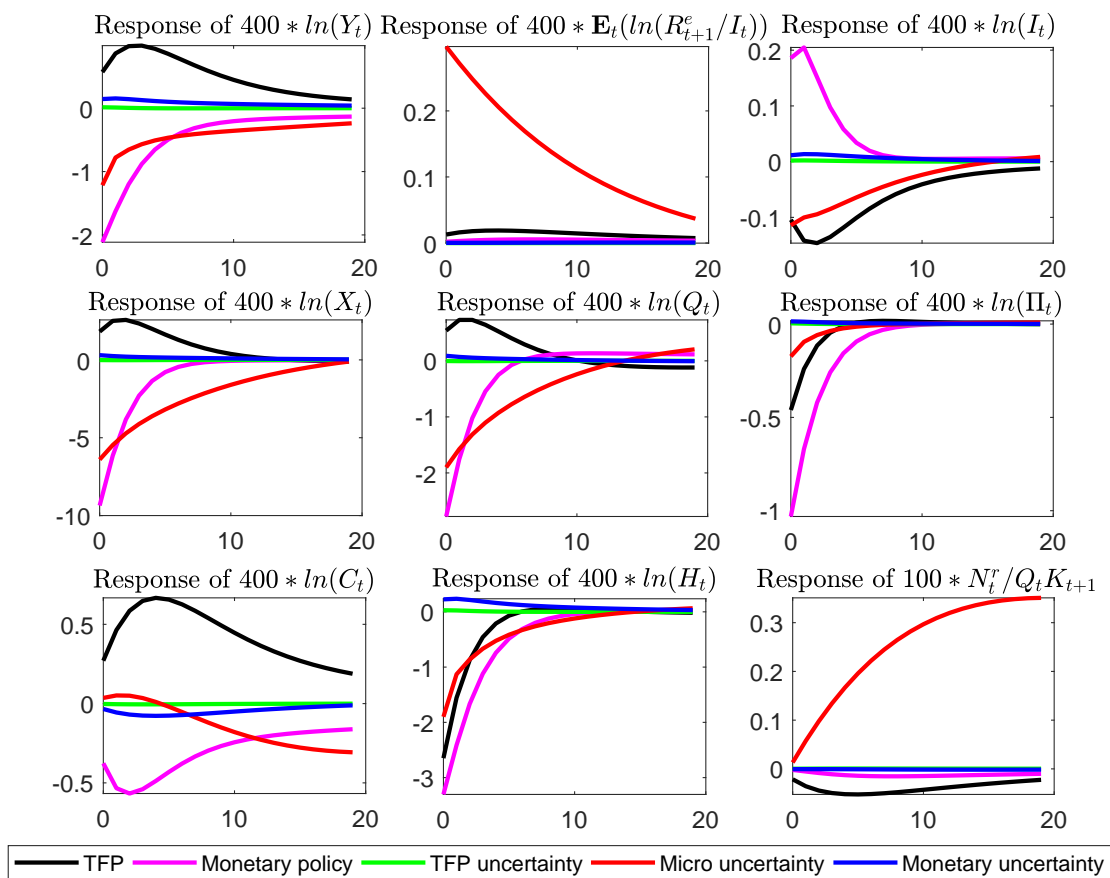 Response of 400 ∗ ln(Y_t)
Response of 400 ∗ E_t(ln(R^e_{t+1}/I_t))
Response of 400 ∗ ln(I_t)
1
0
-1
-2
0 10 20
0.2
0.1
0
0 10 20
0.2
0.1
0
-0.1
0 10 20
Response of 400 ∗ ln(X_t)
Response of 400 ∗ ln(Q_t)
Response of 400 ∗ ln(Π_t)
0
-5
-10
0 10 20
0
-1
-2
0 10 20
0
-0.5
-1
0 10 20
Response of 400 ∗ ln(C_t)
Response of 400 ∗ ln(H_t)
Response of 100 ∗ N^r_t/Q_tK_{t+1}
0.5
0
-0.5
0 10 20
0
-1
-2
-3
0 10 20
0.3
0.2
0.1
0
0 10 20
TFP Monetary policy TFP uncertainty Micro uncertainty Monetary uncertainty